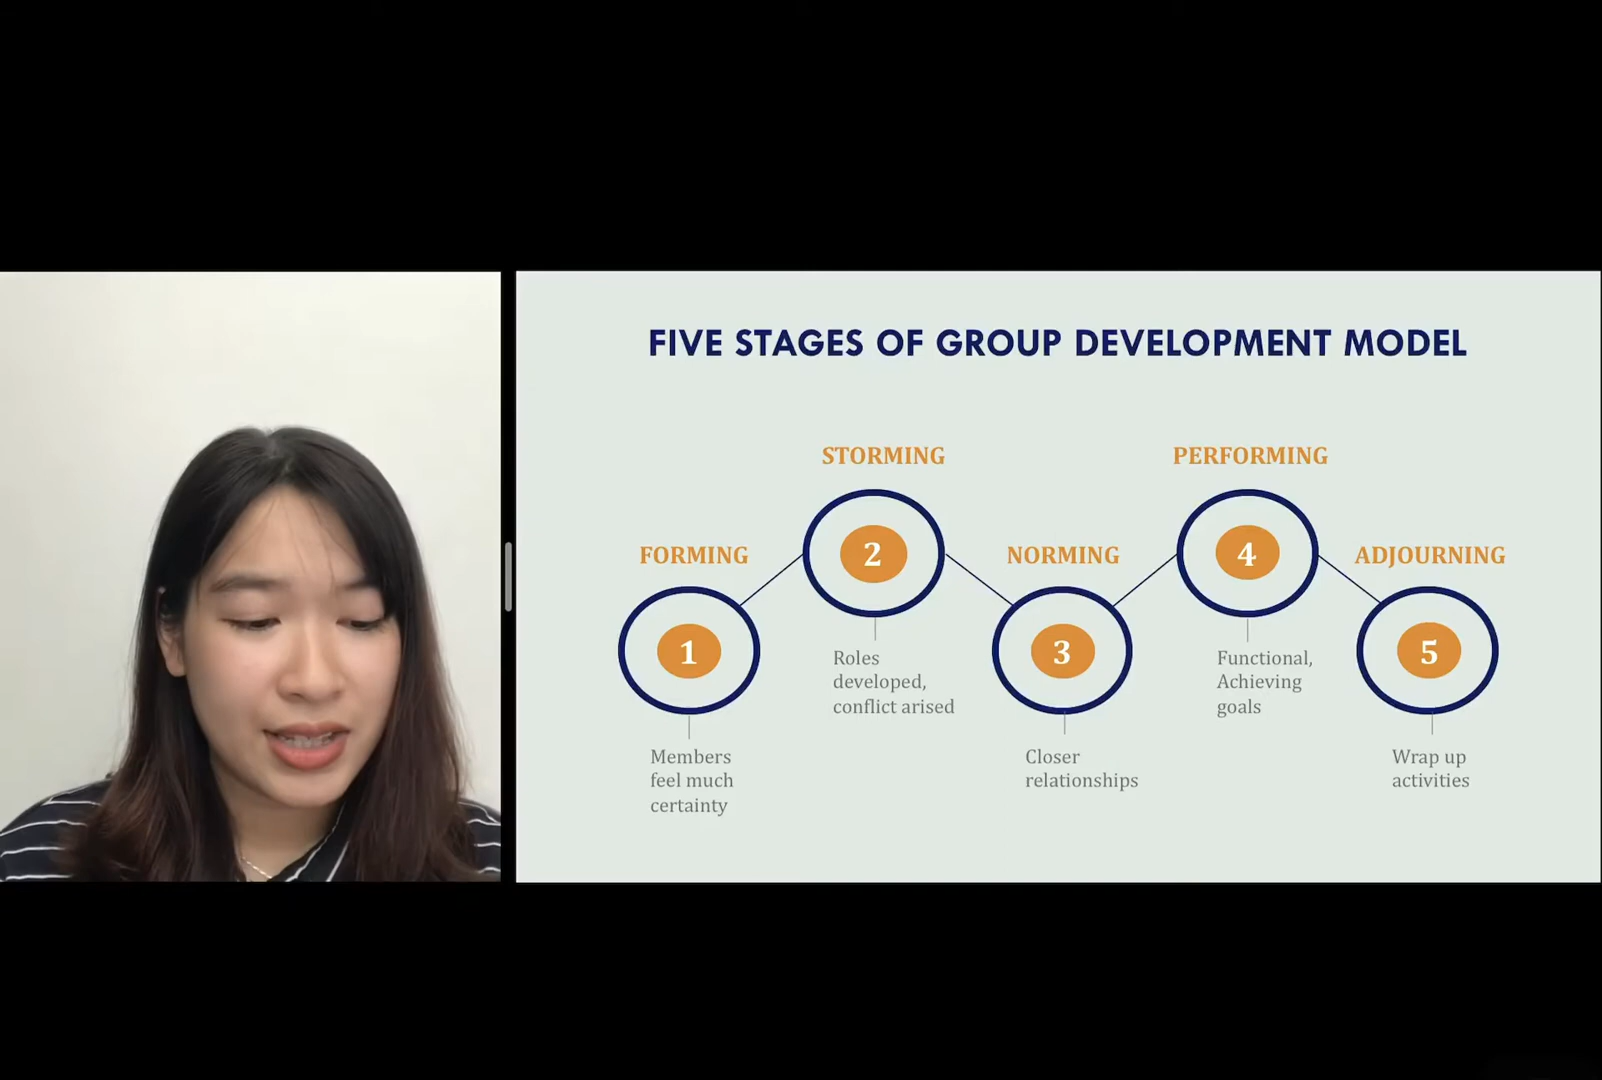 FIVE STAGES OF GROUP DEVELOPMENT MODEL
FORMING
1
Members
feel much
certainty
STORMING
2
Roles
developed,
conflict arised
NORMING
3
Closer
relationships
PERFORMING
4
Functional,
Achieving
goals
ADJOURNING
5
Wrap up
activities